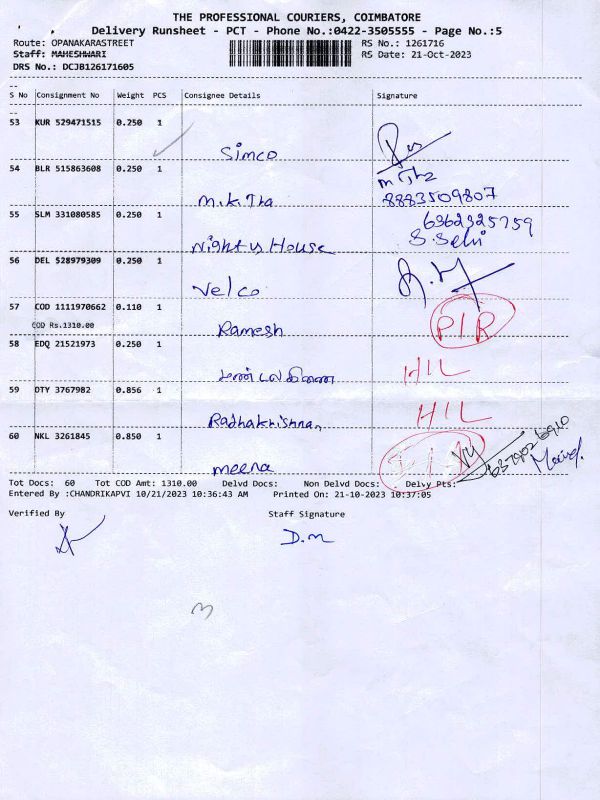 THE PROFESSIONAL COURIERS, COIMBATORE
Delivery Runsheet - PCT - Phone No.:0422-3505555 - Page No.:5
Route: OPANAKARASTREET RS No.: 1261716
Staff: MAHESHWARI RS Date: 21-Oct-2023
DRS No.: DCJB126171605
S No Consignment No Weight PCS Consignee Details Signature
53 KUR 529471515 0.250 1
Simco
54 BLR 515863608 0.250 1
M.K.Tha 8883509807
55 SLM 331080585 0.250 1 6362325759
Nighty House S.Selvi
56 DEL 528979309 0.250 1
Velco
57 COD 1111970662 0.110 1
COD Rs.1310.00 Ramesh P/R
58 EDQ 21521973 0.250 1
H/L
59 DTY 3767982 0.856 1
Radhakrishnan H/L
60 NKL 3261845 0.850 1
meena
Tot Docs: 60 Tot COD Amt: 1310.00 Delvd Docs: Non Delvd Docs: Delvy Pts:
Entered By :CHANDRIKAPVI 10/21/2023 10:36:43 AM Printed On: 21-10-2023 10:37:05
Verified By Staff Signature
D.M